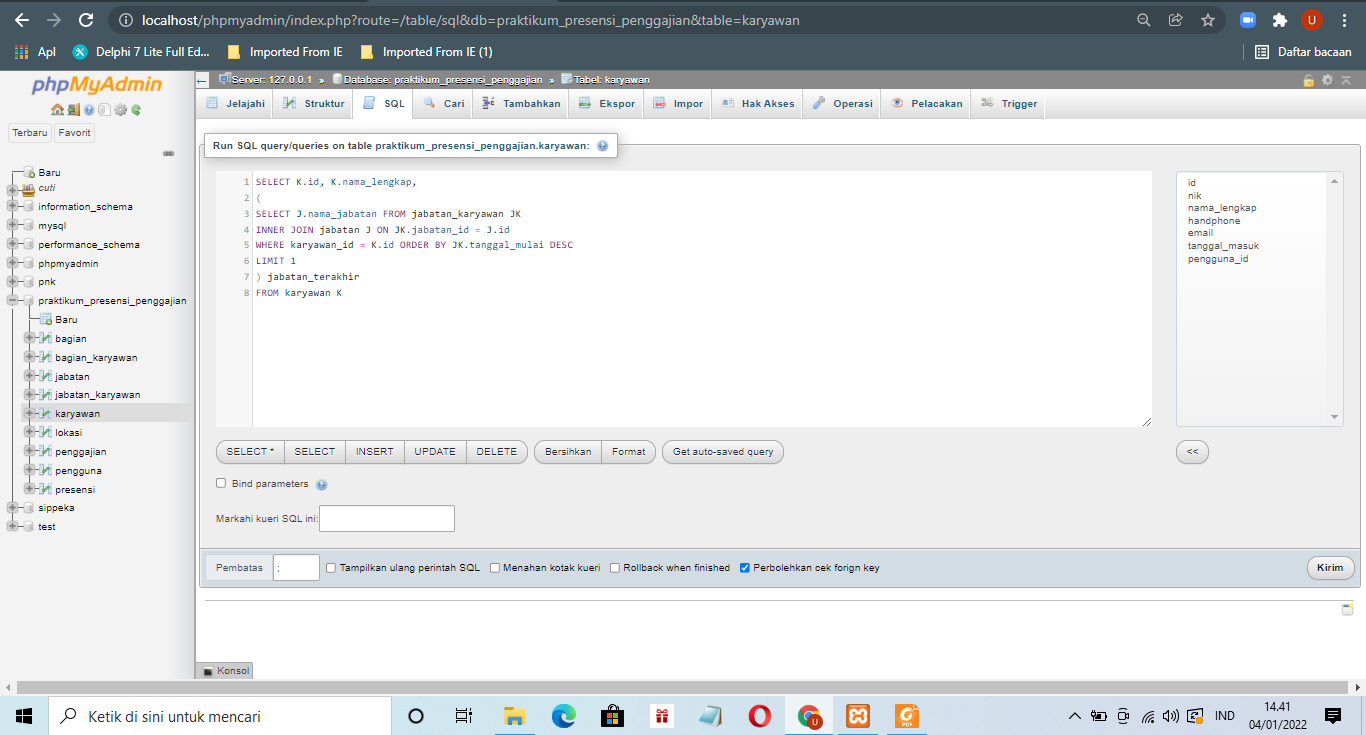 localhost/phpmyadmin/index.php?route=/table/sql&db=praktikum_presensi_penggajian&table=karyawan
U
Apl
Delphi 7 Lite Full Ed...
Imported From IE
Imported From IE (1)
Daftar bacaan
phpMyAdmin
Terbaru
Favorit
Baru
cuti
information_schema
mysql
performance_schema
phpmyadmin
pnk
praktikum_presensi_penggajian
Baru
bagian
bagian_karyawan
jabatan
jabatan_karyawan
karyawan
lokasi
penggajian
pengguna
presensi
sippeka
test
Server: 127.0.0.1 » Database: praktikum_presensi_penggajian » Tabel: karyawan
Jelajahi
Struktur
SQL
Cari
Tambahkan
Ekspor
Impor
Hak Akses
Operasi
Pelacakan
Trigger
Run SQL query/queries on table praktikum_presensi_penggajian.karyawan:
1 SELECT K.id, K.nama_lengkap,
2 (
3 SELECT J.nama_jabatan FROM jabatan_karyawan JK
4 INNER JOIN jabatan J ON JK.jabatan_id = J.id
5 WHERE karyawan_id = K.id ORDER BY JK.tanggal_mulai DESC
6 LIMIT 1
7 ) jabatan_terakhir
8 FROM karyawan K
id
nik
nama_lengkap
handphone
email
tanggal_masuk
pengguna_id
SELECT *
SELECT
INSERT
UPDATE
DELETE
Bersihkan
Format
Get auto-saved query
<<
Bind parameters
Markahi kueri SQL ini:
Pembatas
;
Tampilkan ulang perintah SQL
Menahan kotak kueri
Rollback when finished
Perbolehkan cek forign key
Kirim
Konsol
Ketik di sini untuk mencari
U
PDF
IND
14.41
04/01/2022